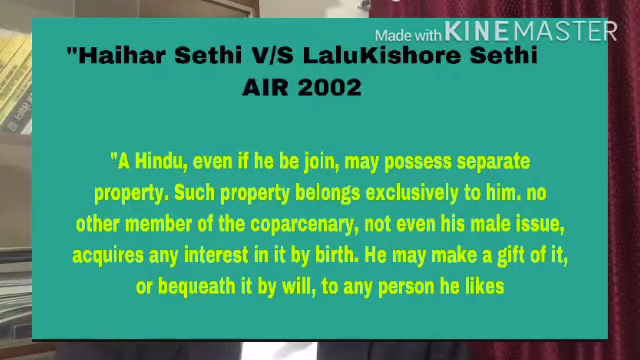 Made with KINEMASTER
"Haihar Sethi V/S LaluKishore Sethi
AIR 2002
"A Hindu, even if he be join, may possess separate
property. Such property belongs exclusively to him. no
other member of the coparcenary, not even his male issue,
acquires any interest in it by birth. He may make a gift of it,
or bequeath it by will, to any person he likes